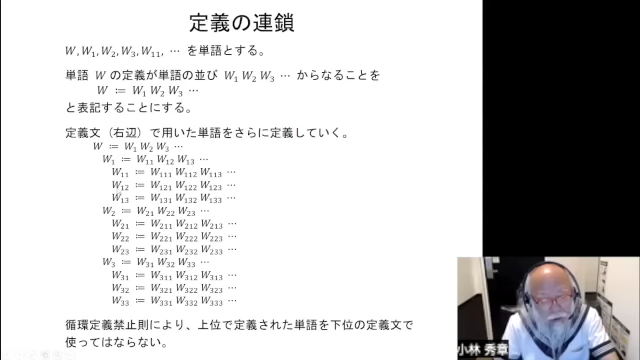 定義の連鎖
W, W₁, W₂, W₃, W₁₁, ⋯ を単語とする。
単語 W の定義が単語の並び W₁ W₂ W₃ ⋯ からなることを
W ≔ W₁ W₂ W₃ ⋯
と表記することにする。
定義文（右辺）で用いた単語をさらに定義していく。
W ≔ W₁ W₂ W₃ ⋯
W₁ ≔ W₁₁ W₁₂ W₁₃ ⋯
W₁₁ ≔ W₁₁₁ W₁₁₂ W₁₁₃ ⋯
W₁₂ ≔ W₁₂₁ W₁₂₂ W₁₂₃ ⋯
W₁₃ ≔ W₁₃₁ W₁₃₂ W₁₃₃ ⋯
W₂ ≔ W₂₁ W₂₂ W₂₃ ⋯
W₂₁ ≔ W₂₁₁ W₂₁₂ W₂₁₃ ⋯
W₂₂ ≔ W₂₂₁ W₂₂₂ W₂₂₃ ⋯
W₂₃ ≔ W₂₃₁ W₂₃₂ W₂₃₃ ⋯
W₃ ≔ W₃₁ W₃₂ W₃₃ ⋯
W₃₁ ≔ W₃₁₁ W₃₁₂ W₃₁₃ ⋯
W₃₂ ≔ W₃₂₁ W₃₂₂ W₃₂₃ ⋯
W₃₃ ≔ W₃₃₁ W₃₃₂ W₃₃₃ ⋯
循環定義禁止則により、上位で定義された単語を下位の定義文で
使ってはならない。
小林 秀章